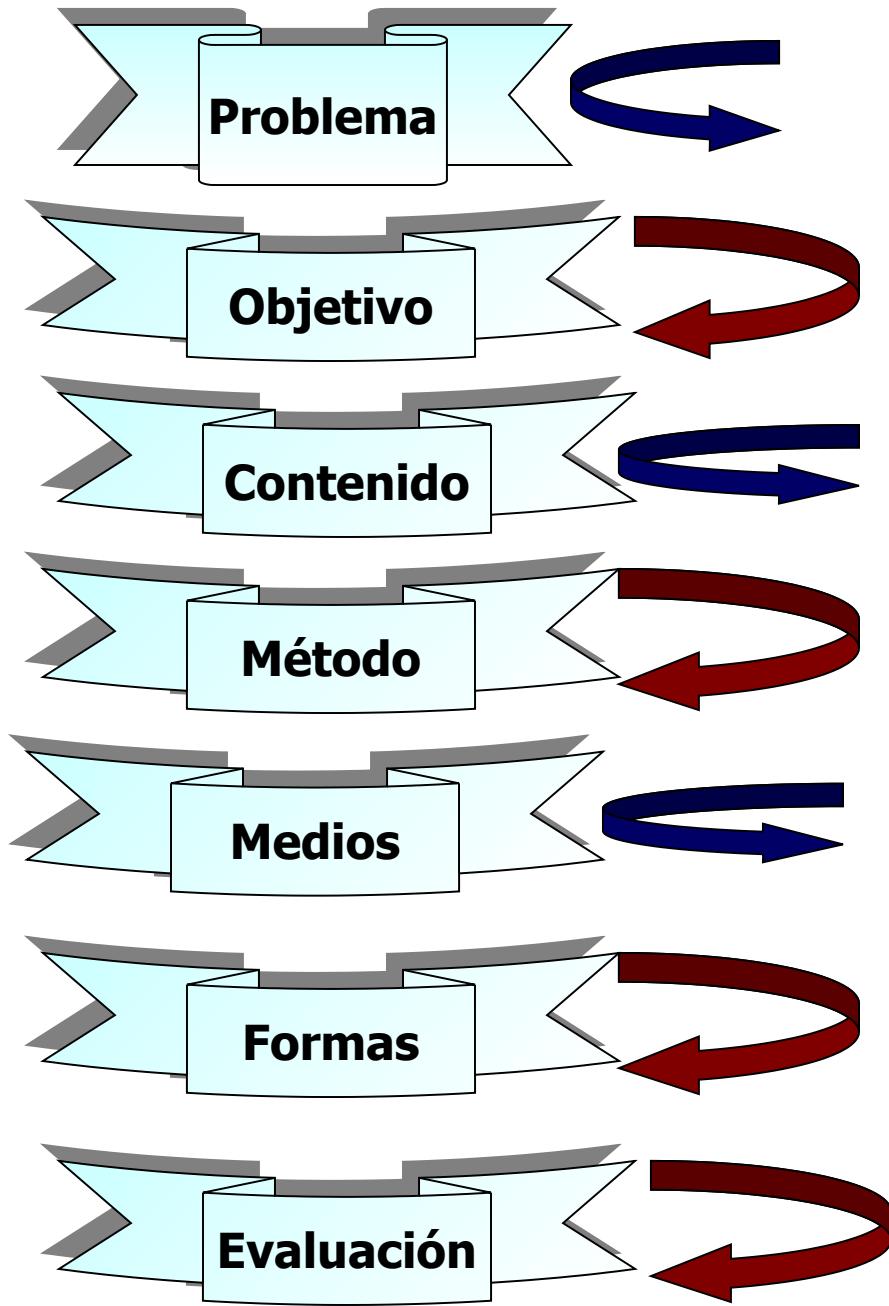 Problema
Objetivo
Contenido
Método
Medios
Formas
Evaluación